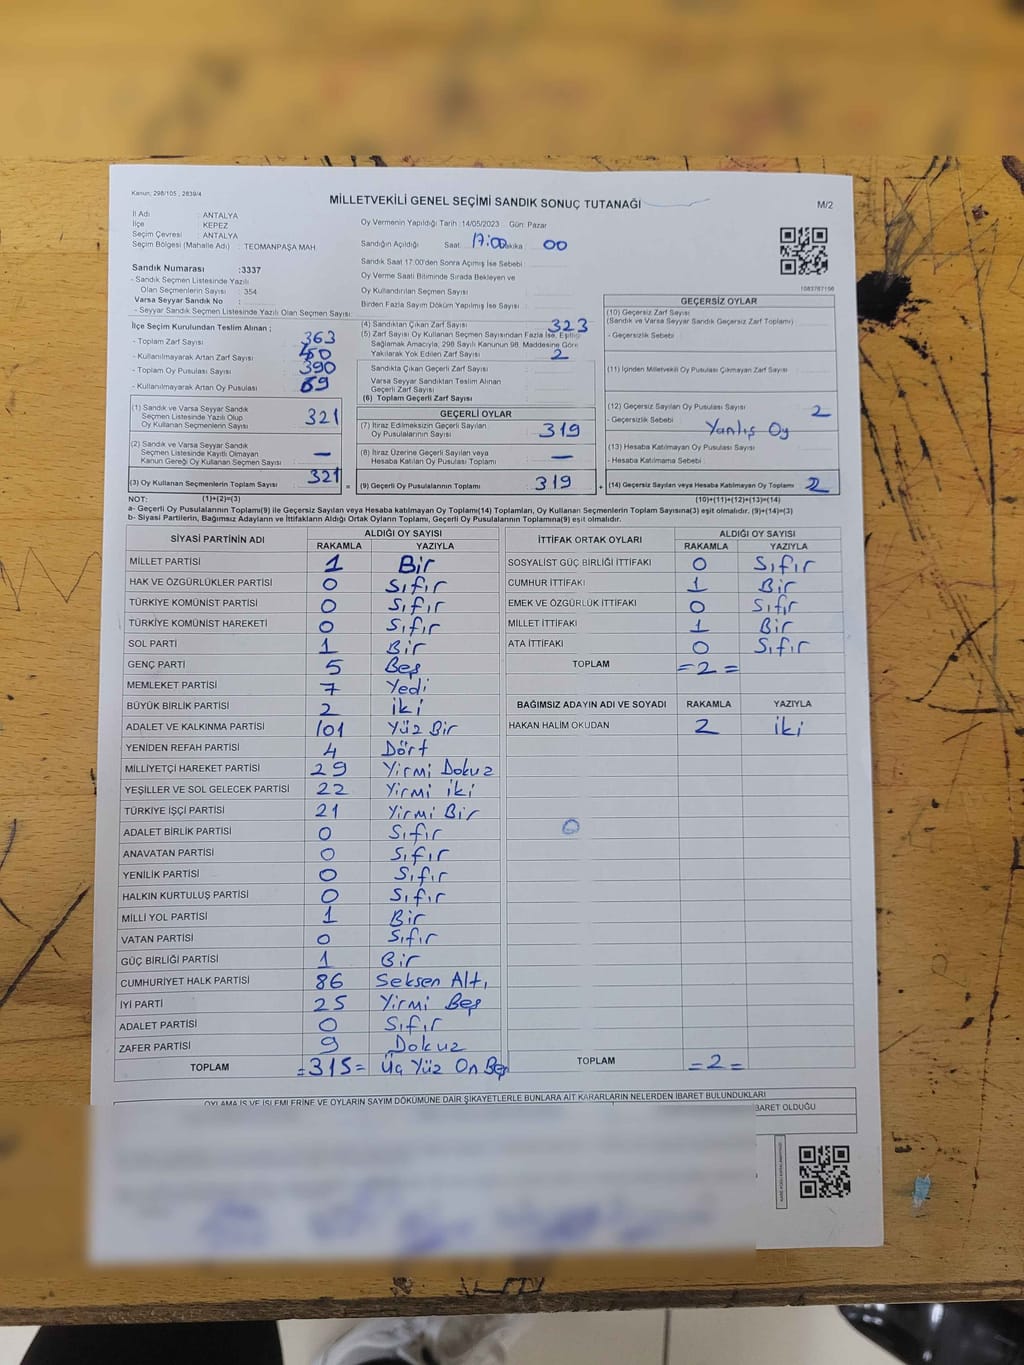 Kanun; 298/105 , 2839/4
MİLLETVEKİLİ GENEL SEÇİMİ SANDIK SONUÇ TUTANAĞI
M/2
İl Adı : ANTALYA
İlçe : KEPEZ
Seçim Çevresi : ANTALYA
Seçim Bölgesi (Mahalle Adı) : TEOMANPAŞA MAH.
Oy Vermenin Yapıldığı Tarih : 14/05/2023 Gün: Pazar
Sandığın Açıldığı Saat 17:00 Dakika : 00
Sandık Saat 17:00'den Sonra Açımış İse Sebebi :
Oy Verme Saati Bitiminde Sırada Bekleyen ve
Oy Kullandırılan Seçmen Sayısı :
Birden Fazla Sayım Döküm Yapılmış İse Sayısı :
1083767156
Sandık Numarası :3337
- Sandık Seçmen Listesinde Yazılı
Olan Seçmenlerin Sayısı : 354
Varsa Seyyar Sandık No :
- Seyyar Sandık Listesinde Yazılı Olan Seçmen Sayısı:
İlçe Seçim Kurulundan Teslim Alınan ;
- Toplam Zarf Sayısı : 363
- Kullanılmayarak Artan Zarf Sayısı :
- Toplam Oy Pusulası Sayısı : 390
- Kullanılmayarak Artan Oy Pusulası : 69
(1) Sandık ve Varsa Seyyar Sandık
Seçmen Listesinde Yazılı Olup
Oy Kullanan Seçmenlerin Sayısı 321
(2) Sandık ve Varsa Seyyar Sandık
Seçmen Listesinde Kayıtlı Olmayan
Kanun Gereği Oy Kullanan Seçmen Sayısı —
(3) Oy Kullanan Seçmenlerin Toplam Sayısı 321 =
(4) Sandıktan Çıkan Zarf Sayısı 323
(5) Zarf Sayısı Oy Kullanan Seçmen Sayısından Fazla İse, Eşitliği
Sağlamak Amacıyla, 298 Sayılı Kanunun 98. Maddesine Göre
Yakılarak Yok Edilen Zarf Sayısı 2
Sandıkta Çıkan Geçerli Zarf Sayısı
Varsa Seyyar Sandıktan Teslim Alınan
Geçerli Zarf Sayısı
(6) Toplam Geçerli Zarf Sayısı
GEÇERLİ OYLAR
(7) İtiraz Edilmeksizin Geçerli Sayılan
Oy Pusulalarının Sayısı 319
(8) İtiraz Üzerine Geçerli Sayılan veya
Hesaba Katılan Oy Pusulası Toplamı —
(9) Geçerli Oy Pusulalarının Toplamı 319 +
GEÇERSİZ OYLAR
(10) Geçersiz Zarf Sayısı
(Sandık ve Varsa Seyyar Sandık Geçersiz Zarf Toplamı)
- Geçersizlik Sebebi :
(11) İçinden Milletvekili Oy Pusulası Çıkmayan Zarf Sayısı
(12) Geçersiz Sayılan Oy Pusulası Sayısı 2
- Geçersizlik Sebebi : Yanlış Oy
(13) Hesaba Katılmayan Oy Pusulası Sayısı
- Hesaba Katılmama Sebebi :
(14) Geçersiz Sayılan veya Hesaba Katılmayan Oy Toplamı 2
NOT: (1)+(2)=(3) (10)+(11)+(12)+(13)=(14)
a- Geçerli Oy Pusulalarının Toplamı(9) ile Geçersiz Sayılan veya Hesaba katılmayan Oy Toplamı(14) Toplamları, Oy Kullanan Seçmenlerin Toplam Sayısına(3) eşit olmalıdır. (9)+(14)=(3)
b- Siyasi Partilerin, Bağımsız Adayların ve İttifakların Aldığı Ortak Oyların Toplamı, Geçerli Oy Pusulalarının Toplamına(9) eşit olmalıdır.
SİYASİ PARTİNİN ADI ALDIĞI OY SAYISI
RAKAMLA YAZIYLA
MİLLET PARTİSİ 1 Bir
HAK VE ÖZGÜRLÜKLER PARTİSİ 0 Sıfır
TÜRKİYE KOMÜNİST PARTİSİ 0 Sıfır
TÜRKİYE KOMÜNİST HAREKETİ 0 Sıfır
SOL PARTİ 1 Bir
GENÇ PARTİ 5 Beş
MEMLEKET PARTİSİ 7 Yedi
BÜYÜK BİRLİK PARTİSİ 2 İki
ADALET VE KALKINMA PARTİSİ 101 Yüz Bir
YENİDEN REFAH PARTİSİ 4 Dört
MİLLİYETÇİ HAREKET PARTİSİ 29 Yirmi Dokuz
YEŞİLLER VE SOL GELECEK PARTİSİ 22 Yirmi iki
TÜRKİYE İŞÇİ PARTİSİ 21 Yirmi Bir
ADALET BİRLİK PARTİSİ 0 Sıfır
ANAVATAN PARTİSİ 0 Sıfır
YENİLİK PARTİSİ 0 Sıfır
HALKIN KURTULUŞ PARTİSİ 0 Sıfır
MİLLİ YOL PARTİSİ 1 Bir
VATAN PARTİSİ 0 Sıfır
GÜÇ BİRLİĞİ PARTİSİ 1 Bir
CUMHURİYET HALK PARTİSİ 86 Seksen Altı
İYİ PARTİ 25 Yirmi Beş
ADALET PARTİSİ 0 Sıfır
ZAFER PARTİSİ 9 Dokuz
TOPLAM =315= Üç Yüz On Beş
İTTİFAK ORTAK OYLARI ALDIĞI OY SAYISI
RAKAMLA YAZIYLA
SOSYALİST GÜÇ BİRLİĞİ İTTİFAKI 0 Sıfır
CUMHUR İTTİFAKI 1 Bir
EMEK VE ÖZGÜRLÜK İTTİFAKI 0 Sıfır
MİLLET İTTİFAKI 1 Bir
ATA İTTİFAKI 0 Sıfır
TOPLAM =2=
BAĞIMSIZ ADAYIN ADI VE SOYADI RAKAMLA YAZIYLA
HAKAN HALİM OKUDAN 2 iki
TOPLAM =2=
OYLAMA İŞ VE İŞLEMLERİNE VE OYLARIN SAYIM DÖKÜMÜNE DAİR ŞİKAYETLERLE BUNLARA AİT KARARLARIN NELERDEN İBARET BULUNDUKLARI
BARET OLDUĞU